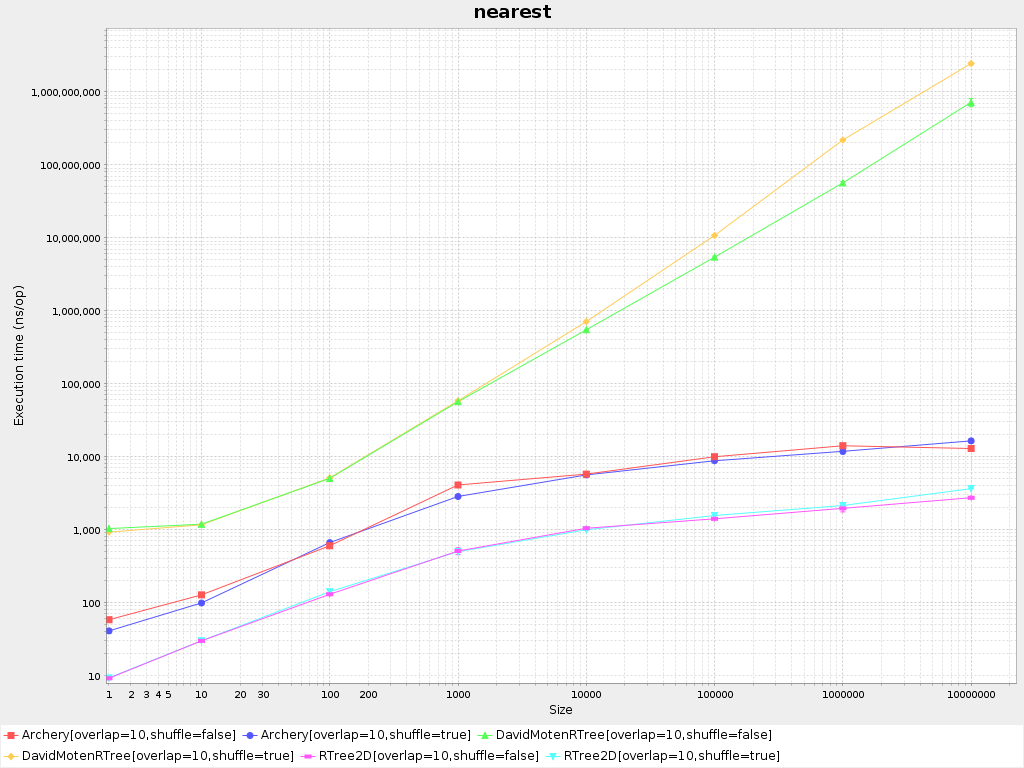 nearest
Execution time (ns/op)
1,000,000,000
100,000,000
10,000,000
1,000,000
100,000
10,000
1,000
100
10
1 2 3 4 5 10 20 30 100 200 1000 10000 100000 1000000 10000000
Size
Archery[overlap=10,shuffle=false] Archery[overlap=10,shuffle=true] DavidMotenRTree[overlap=10,shuffle=false]
DavidMotenRTree[overlap=10,shuffle=true] RTree2D[overlap=10,shuffle=false] RTree2D[overlap=10,shuffle=true]